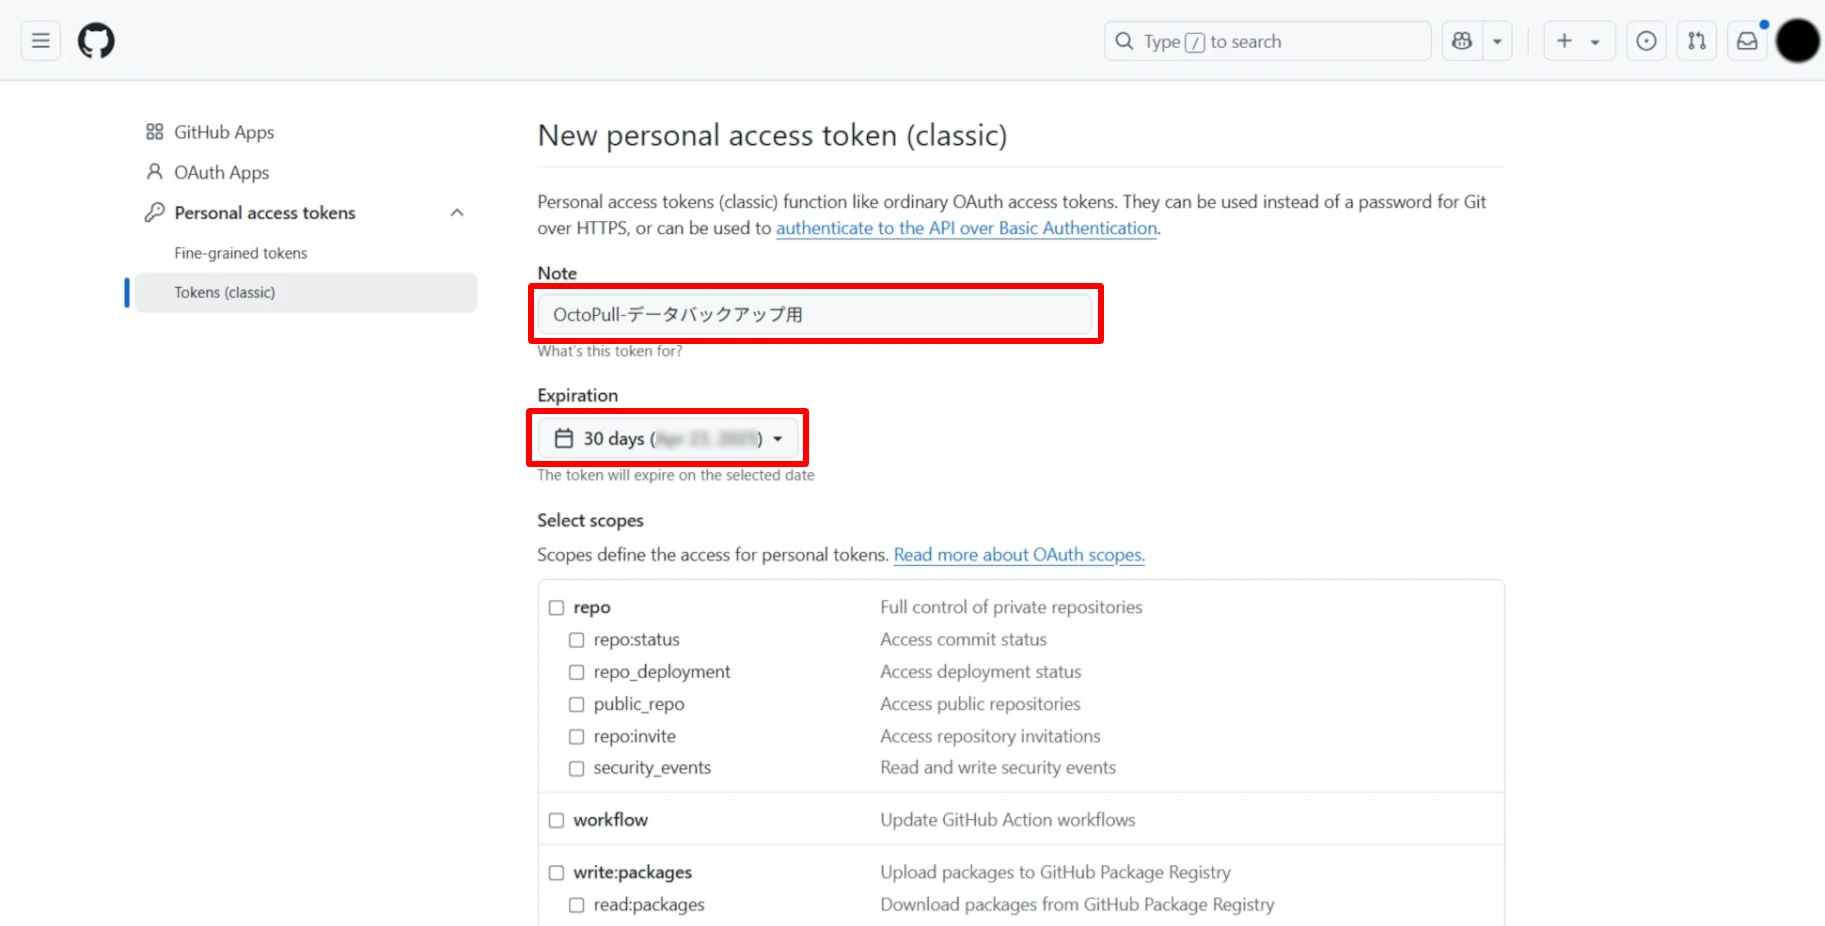 Type / to search
GitHub Apps
OAuth Apps
Personal access tokens
Fine-grained tokens
Tokens (classic)
New personal access token (classic)
Personal access tokens (classic) function like ordinary OAuth access tokens. They can be used instead of a password for Git
over HTTPS, or can be used to authenticate to the API over Basic Authentication.
Note
OctoPull-データバックアップ用
What's this token for?
Expiration
30 days ( )
The token will expire on the selected date
Select scopes
Scopes define the access for personal tokens. Read more about OAuth scopes.
repo Full control of private repositories
repo:status Access commit status
repo_deployment Access deployment status
public_repo Access public repositories
repo:invite Access repository invitations
security_events Read and write security events
workflow Update GitHub Action workflows
write:packages Upload packages to GitHub Package Registry
read:packages Download packages from GitHub Package Registry